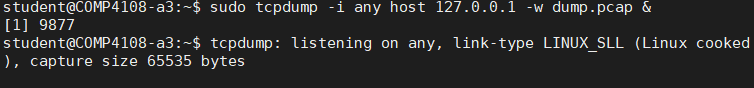 student@COMP4108-a3:~$ sudo tcpdump -i any host 127.0.0.1 -w dump.pcap &
[1] 9877
student@COMP4108-a3:~$ tcpdump: listening on any, link-type LINUX_SLL (Linux cooked
), capture size 65535 bytes